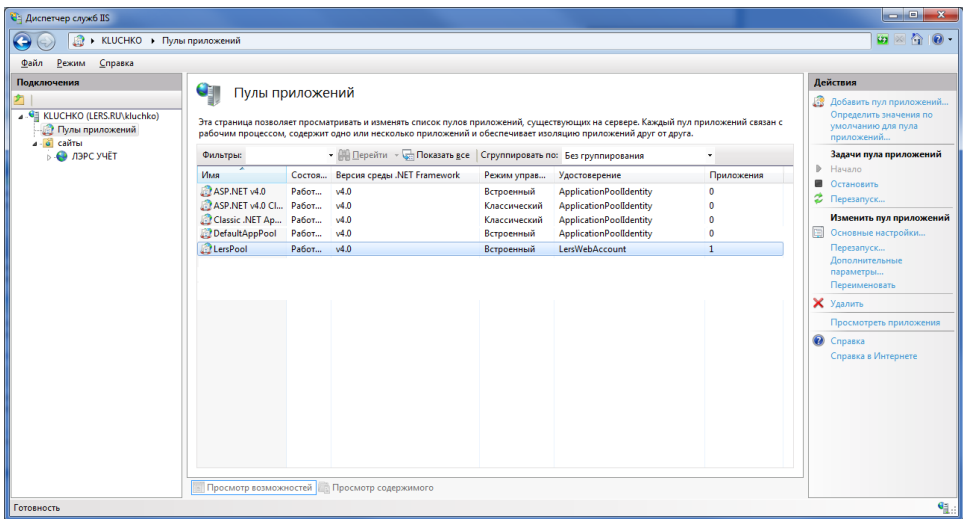 Диспетчер служб IIS
KLUCHKO
Пулы приложений
Файл Режим Справка
Подключения
KLUCHKO (LERS.RU\kluchko)
Пулы приложений
сайты
ЛЭРС УЧЁТ
Пулы приложений
Эта страница позволяет просматривать и изменять список пулов приложений, существующих на сервере. Каждый пул приложений связан с
рабочим процессом, содержит одно или несколько приложений и обеспечивает изоляцию приложений друг от друга.
Фильтры: Перейти Показать все Сгруппировать по: Без группирования
Имя Состоя... Версия среды .NET Framework Режим управ... Удостоверение Приложения
ASP.NET v4.0 Работ... v4.0 Встроенный ApplicationPoolIdentity 0
ASP.NET v4.0 Cl... Работ... v4.0 Классический ApplicationPoolIdentity 0
Classic .NET Ap... Работ... v4.0 Классический ApplicationPoolIdentity 0
DefaultAppPool Работ... v4.0 Встроенный ApplicationPoolIdentity 0
LersPool Работ... v4.0 Встроенный LersWebAccount 1
Просмотр возможностей Просмотр содержимого
Действия
Добавить пул приложений...
Определить значения по
умолчанию для пула
приложений...
Задачи пула приложений
Начало
Остановить
Перезапуск...
Изменить пул приложений
Основные настройки...
Перезапуск...
Дополнительные
параметры...
Переименовать
Удалить
Просмотреть приложения
Справка
Справка в Интернете
Готовность